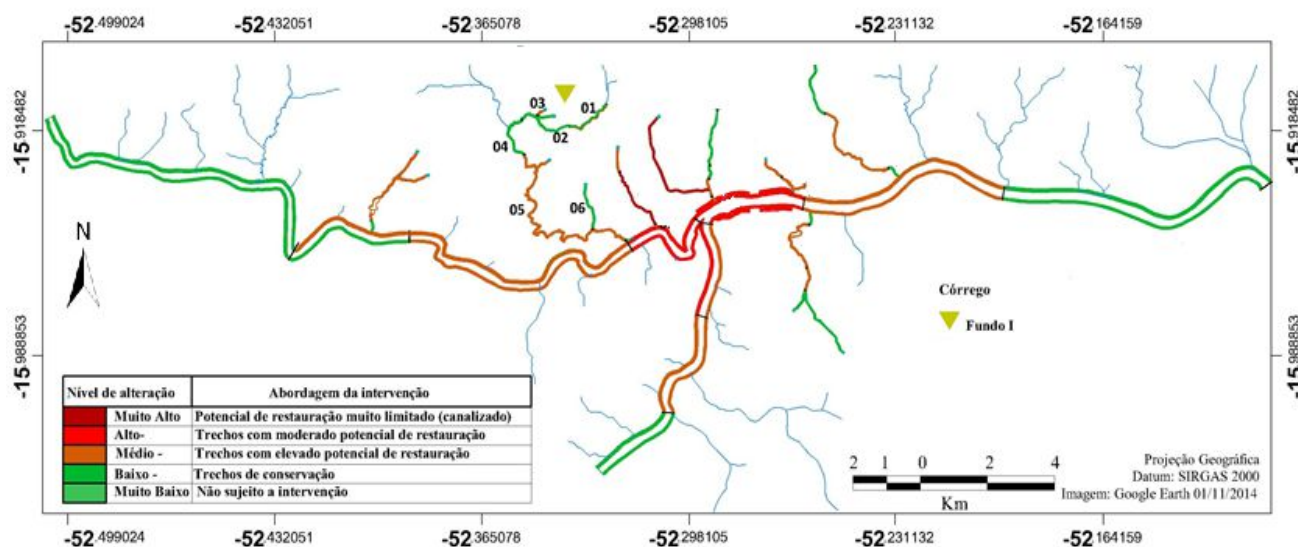 -52.499024 -52.432051 -52.365078 -52.298105 -52.231132 -52.164159
-15.918482 -15.918482
03 01
02
04
05 06
N
Córrego
Fundo I
-15.988853 -15.988853
Nível de alteração Abordagem da intervenção
Muito Alto Potencial de restauração muito limitado (canalizado)
Alto- Trechos com moderado potencial de restauração
Médio - Trechos com elevado potencial de restauração
Baixo - Trechos de conservação
Muito Baixo Não sujeito a intervenção
2 1 0 2 4
Km
Projeção Geográfica
Datum: SIRGAS 2000
Imagem: Google Earth 01/11/2014
-52.499024 -52.432051 -52.365078 -52.298105 -52.231132 -52.164159